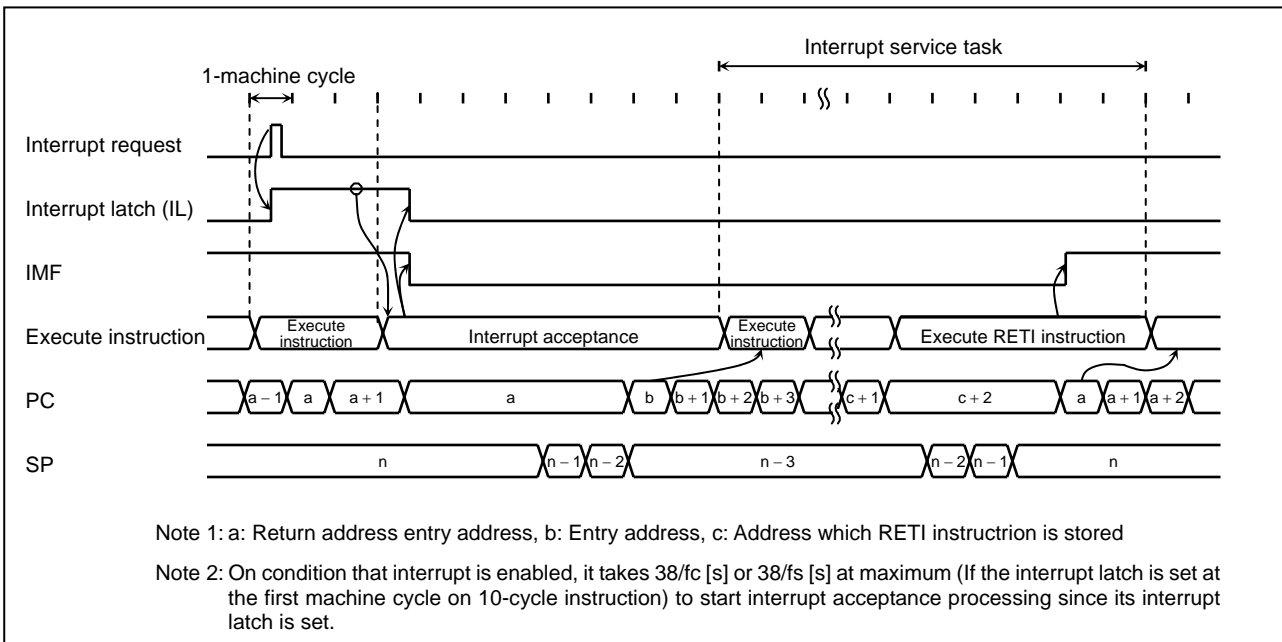 Interrupt service task
1-machine cycle
Interrupt request
Interrupt latch (IL)
IMF
Execute instruction
Execute
instruction
Interrupt acceptance
Execute
instruction
Execute RETI instruction
PC
a − 1
a
a + 1
a
b
b + 1
b + 2
b + 3
c + 1
c + 2
a
a + 1
a + 2
SP
n
n − 1
n − 2
n − 3
n − 2
n − 1
n
Note 1: a: Return address entry address, b: Entry address, c: Address which RETI instructrion is stored
Note 2: On condition that interrupt is enabled, it takes 38/fc [s] or 38/fs [s] at maximum (If the interrupt latch is set at
the first machine cycle on 10-cycle instruction) to start interrupt acceptance processing since its interrupt
latch is set.